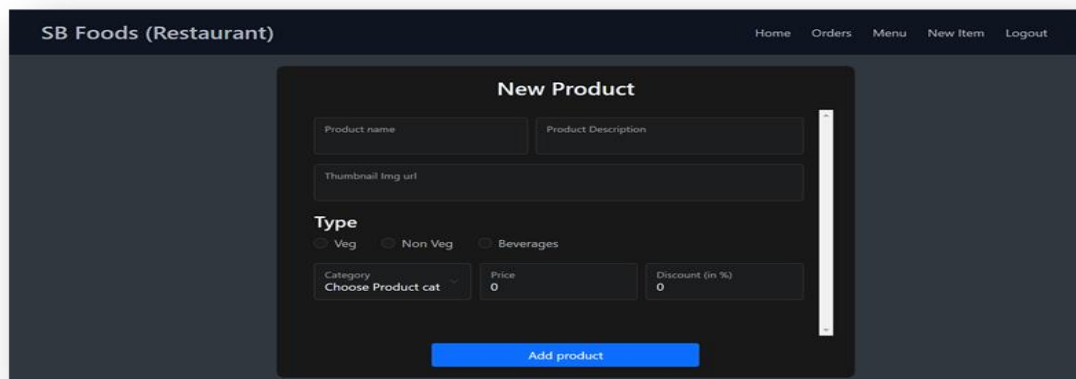 SB Foods (Restaurant) Home Orders Menu New Item Logout
New Product
Product name Product Description
Thumbnail Img url
Type
Veg Non Veg Beverages
Category Price Discount (in %)
Choose Product cat 0 0
Add product